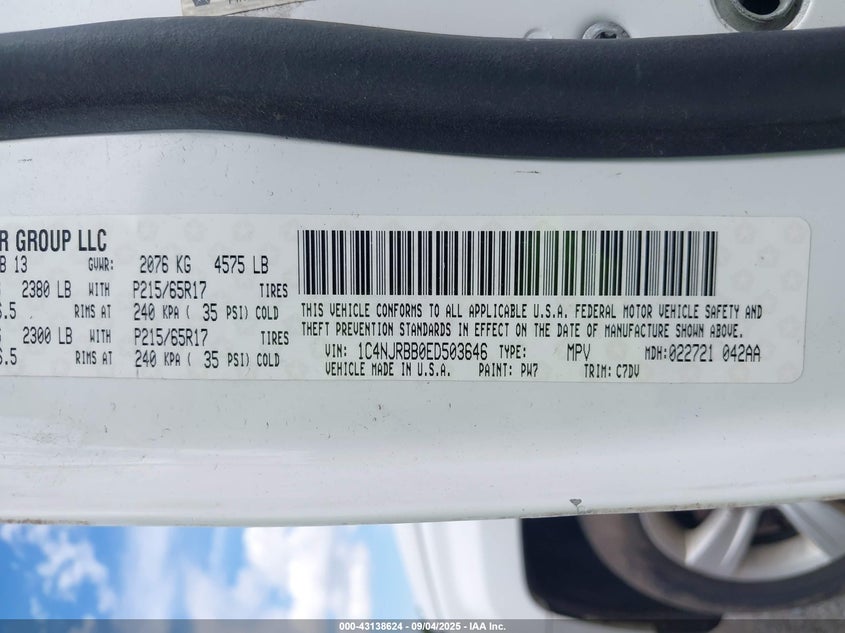 R GROUP LLC
B 13 GVWR: 2076 KG 4575 LB
2380 LB WITH P215/65R17 TIRES
6.5 RIMS AT 240 KPA ( 35 PSI) COLD
2300 LB WITH P215/65R17 TIRES
6.5 RIMS AT 240 KPA ( 35 PSI) COLD
THIS VEHICLE CONFORMS TO ALL APPLICABLE U.S.A. FEDERAL MOTOR VEHICLE SAFETY AND
THEFT PREVENTION STANDARDS IN EFFECT ON THE DATE OF MANUFACTURE SHOWN ABOVE.
VIN: 1C4NJRBB0ED503646 TYPE: MPV MDH:022721 042AA
VEHICLE MADE IN U.S.A. PAINT: PW7 TRIM: C7DV
000-43138624 - 09/04/2025 - IAA Inc.